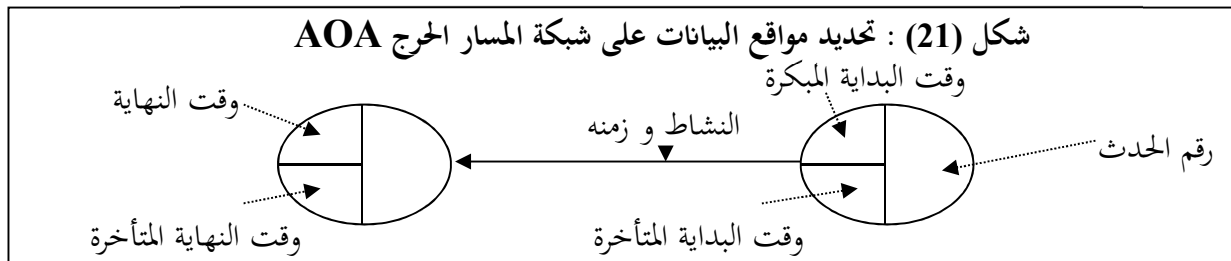 شكل (21) : تحديد مواقع البيانات على شبكة المسار الحرج AOA
وقت البداية المبكرة
وقت النهاية
النشاط و زمنه
رقم الحدث
وقت البداية المتأخرة
وقت النهاية المتأخرة